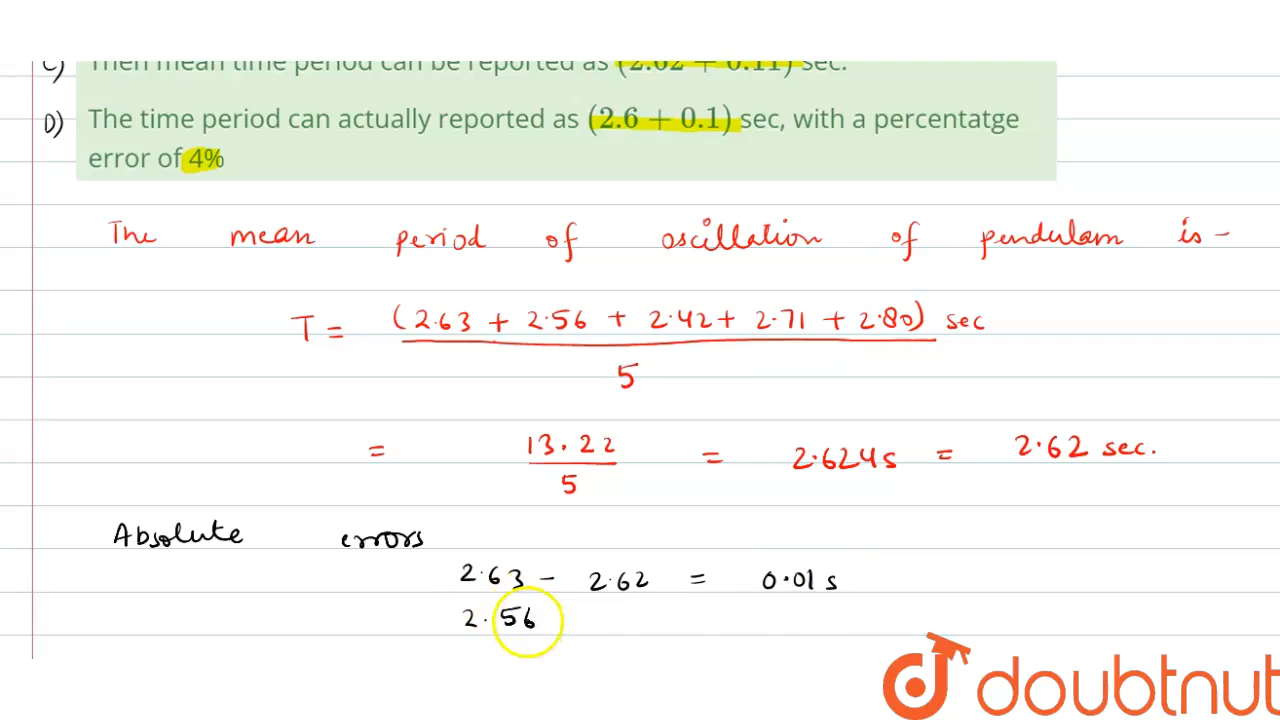 C) Then mean time period can be reported as (2.62 + 0.11) sec.
D) The time period can actually reported as (2.6 + 0.1) sec, with a percentatge
error of 4%
The mean period of oscillation of pendulam is -
T = (2.63 + 2.56 + 2.42 + 2.71 + 2.80) sec
5
= 13.22 / 5 = 2.624s = 2.62 sec.
Absolute errors
2.63 - 2.62 = 0.01 s
2.56
doubtnut